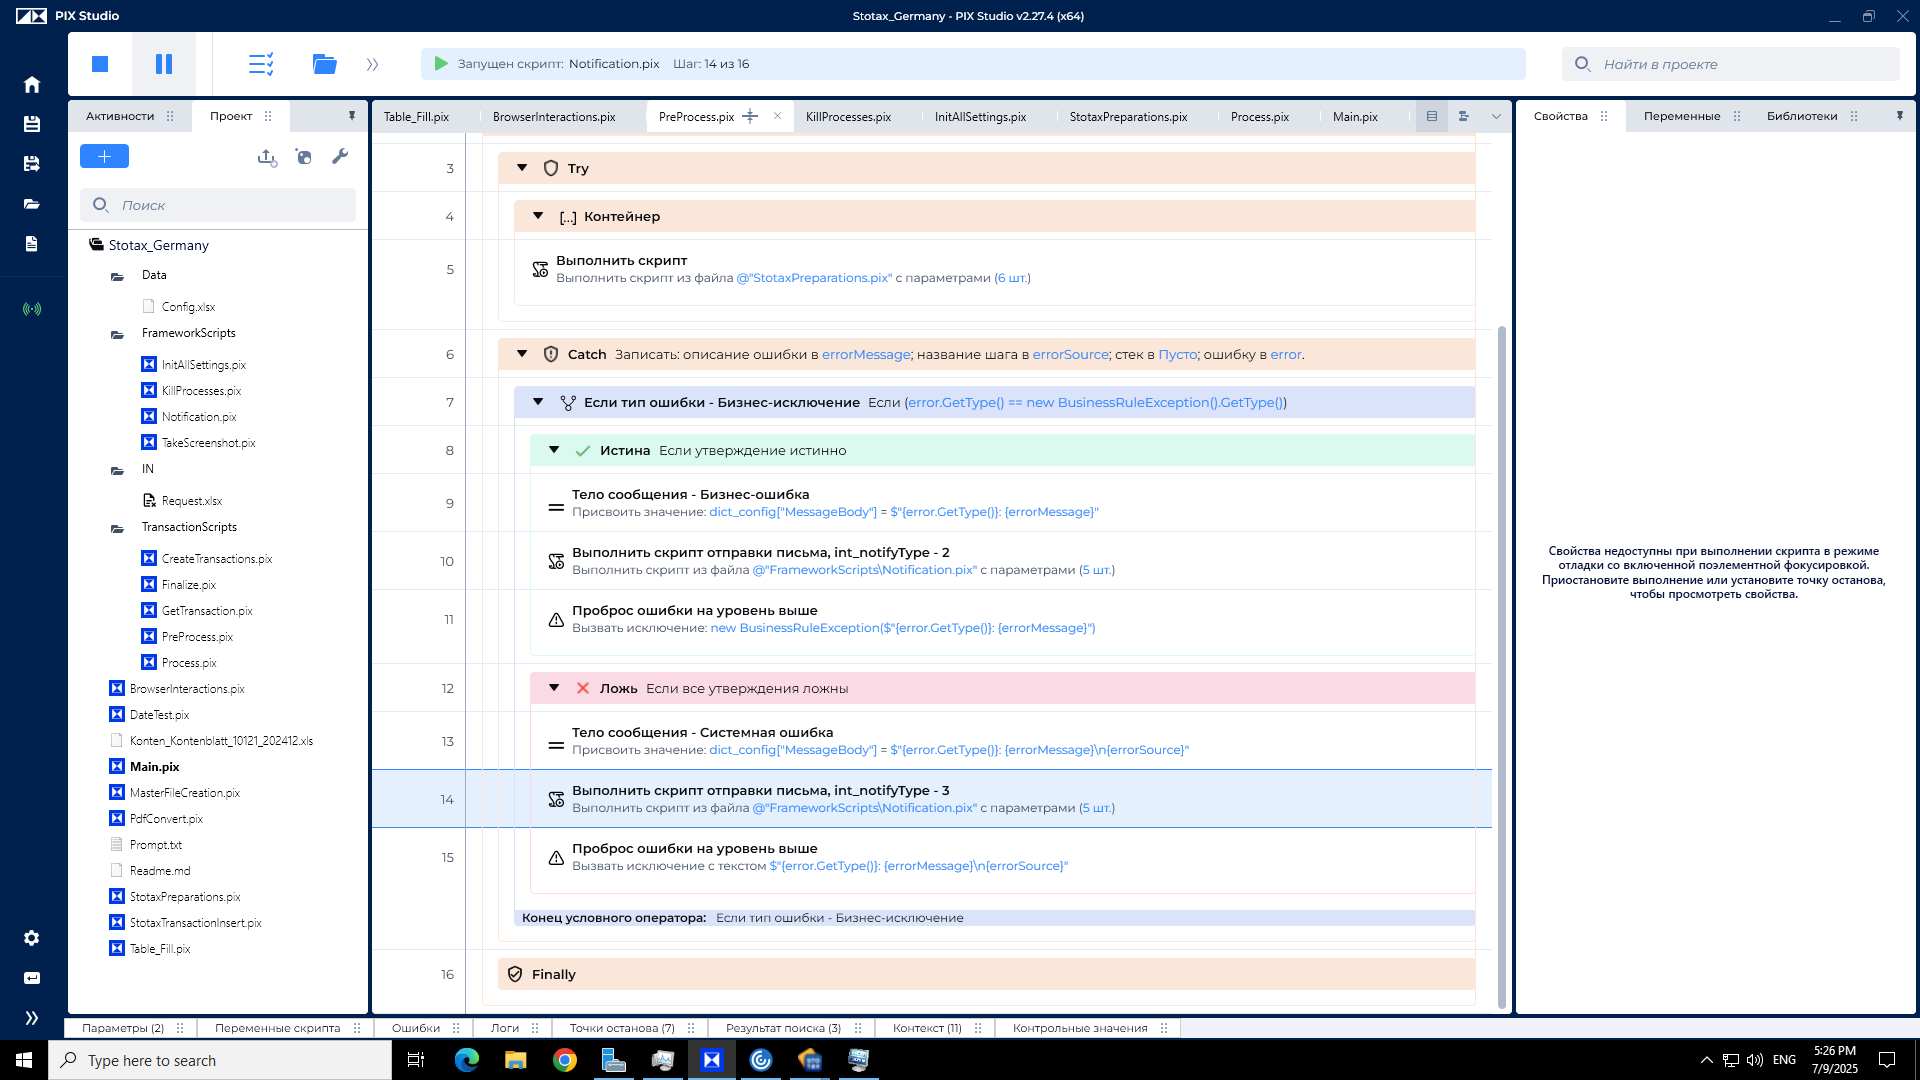 PIX Studio
Stotax_Germany - PIX Studio v2.27.4 (x64)
Запущен скрипт: Notification.pix Шаг: 14 из 16
Найти в проекте
Активности
Проект
Table_Fill.pix
BrowserInteractions.pix
PreProcess.pix
KillProcesses.pix
InitAllSettings.pix
StotaxPreparations.pix
Process.pix
Main.pix
Свойства
Переменные
Библиотеки
Поиск
Stotax_Germany
Data
Config.xlsx
FrameworkScripts
InitAllSettings.pix
KillProcesses.pix
Notification.pix
TakeScreenshot.pix
IN
Request.xlsx
TransactionScripts
CreateTransactions.pix
Finalize.pix
GetTransaction.pix
PreProcess.pix
Process.pix
BrowserInteractions.pix
DateTest.pix
Konten_Kontenblatt_10121_202412.xls
Main.pix
MasterFileCreation.pix
PdfConvert.pix
Prompt.txt
Readme.md
StotaxPreparations.pix
StotaxTransactionInsert.pix
Table_Fill.pix
3 Try
4 [...] Контейнер
5 Выполнить скрипт
Выполнить скрипт из файла @"StotaxPreparations.pix" с параметрами (6 шт.)
6 Catch Записать: описание ошибки в errorMessage; название шага в errorSource; стек в Пусто; ошибку в error.
7 Если тип ошибки - Бизнес-исключение Если (error.GetType() == new BusinessRuleException().GetType())
8 Истина Если утверждение истинно
9 Тело сообщения - Бизнес-ошибка
Присвоить значение: dict_config["MessageBody"] = $"{error.GetType()}: {errorMessage}"
10 Выполнить скрипт отправки письма, int_notifyType - 2
Выполнить скрипт из файла @"FrameworkScripts\Notification.pix" с параметрами (5 шт.)
11 Проброс ошибки на уровень выше
Вызвать исключение: new BusinessRuleException($"{error.GetType()}: {errorMessage}")
12 Ложь Если все утверждения ложны
13 Тело сообщения - Системная ошибка
Присвоить значение: dict_config["MessageBody"] = $"{error.GetType()}: {errorMessage}\n{errorSource}"
14 Выполнить скрипт отправки письма, int_notifyType - 3
Выполнить скрипт из файла @"FrameworkScripts\Notification.pix" с параметрами (5 шт.)
15 Проброс ошибки на уровень выше
Вызвать исключение с текстом $"{error.GetType()}: {errorMessage}\n{errorSource}"
Конец условного оператора: Если тип ошибки - Бизнес-исключение
16 Finally
Свойства недоступны при выполнении скрипта в режиме
отладки со включенной поэлементной фокусировкой.
Приостановите выполнение или установите точку останова,
чтобы просмотреть свойства.
Параметры (2)
Переменные скрипта
Ошибки
Логи
Точки останова (7)
Результат поиска (3)
Контекст (11)
Контрольные значения
Type here to search
ENG
5:26 PM
7/9/2025